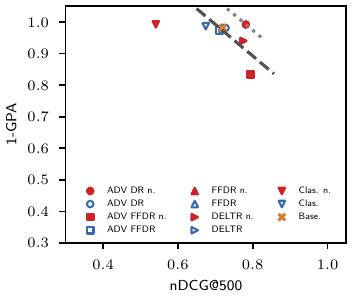 1.0
0.9
0.8
0.7
0.6
0.5
0.4
0.3
1-GPA
ADV DR n. FFDR n. Clas. n.
ADV DR FFDR Clas.
ADV FFDR n. DELTR n. Base.
ADV FFDR DELTR
0.4 0.6 0.8 1.0
nDCG@500